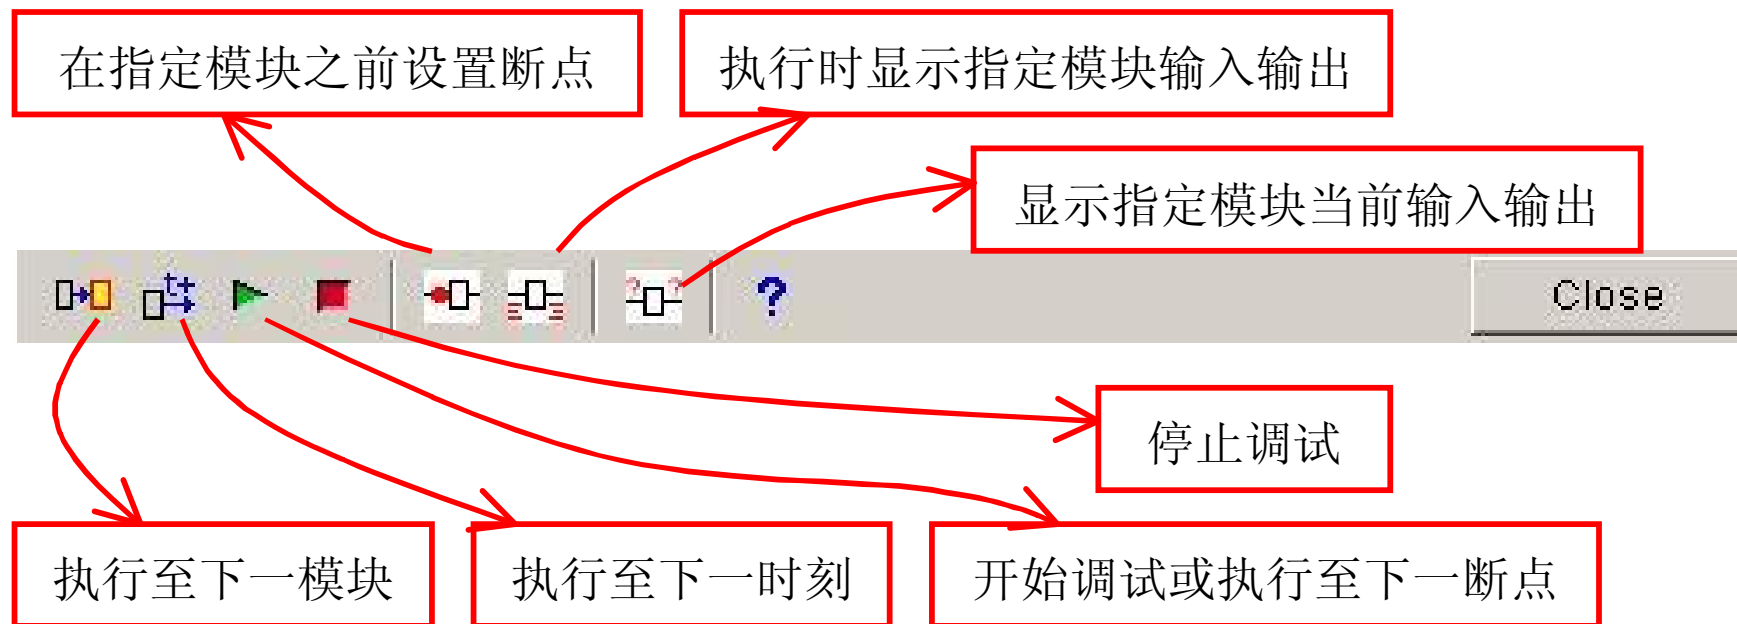 在指定模块之前设置断点
执行时显示指定模块输入输出
显示指定模块当前输入输出
t+
? ?
?
Close
停止调试
执行至下一模块
执行至下一时刻
开始调试或执行至下一断点